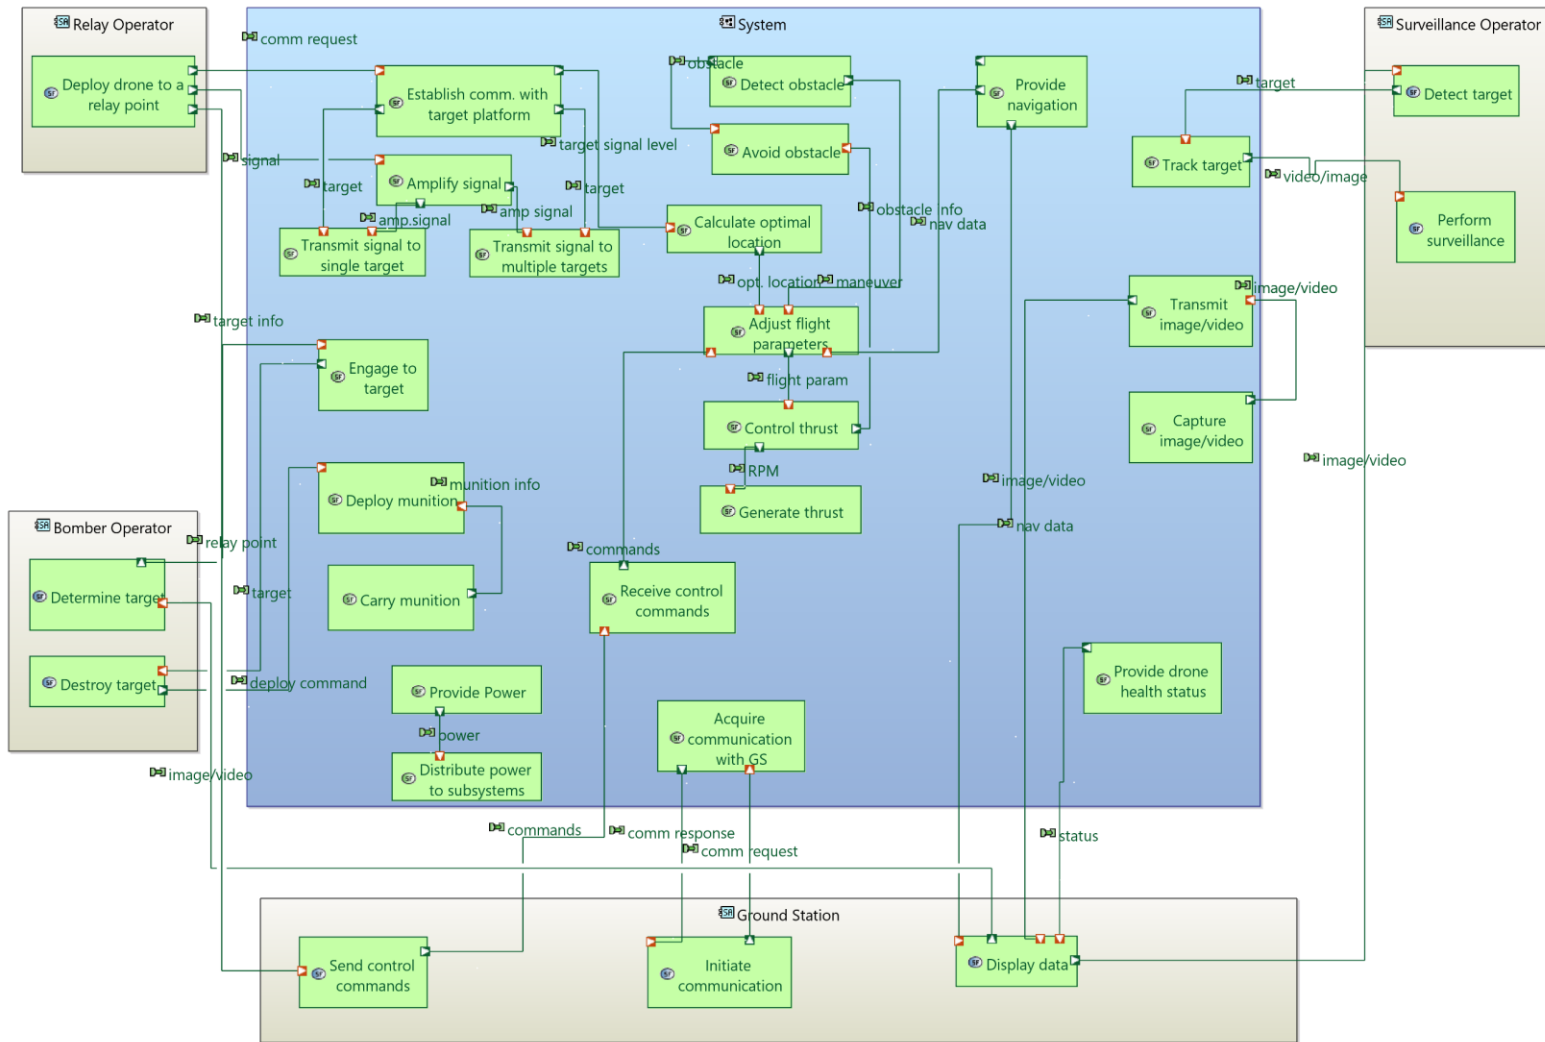 Relay Operator
Deploy drone to a
relay point
System
comm request
Establish comm. with
target platform
obstacle
Detect obstacle
Avoid obstacle
Provide
navigation
target
Surveillance Operator
Detect target
signal
target signal level
Track target
video/image
Amplify signal
target
target
amp.signal
amp signal
obstacle info
nav data
Perform
surveillance
Transmit signal to
single target
Transmit signal to
multiple targets
Calculate optimal
location
opt. location
maneuver
image/video
Transmit
image/video
target info
Adjust flight
parameters
Engage to
target
flight param
Control thrust
Capture
image/video
image/video
RPM
munition info
Deploy munition
image/video
Generate thrust
nav data
Bomber Operator
relay point
commands
Determine target
target
Carry munition
Receive control
commands
Destroy target
deploy command
Provide Power
Provide drone
health status
Acquire
communication
with GS
power
image/video
Distribute power
to subsystems
commands
comm response
comm request
status
Ground Station
Send control
commands
Initiate
communication
Display data